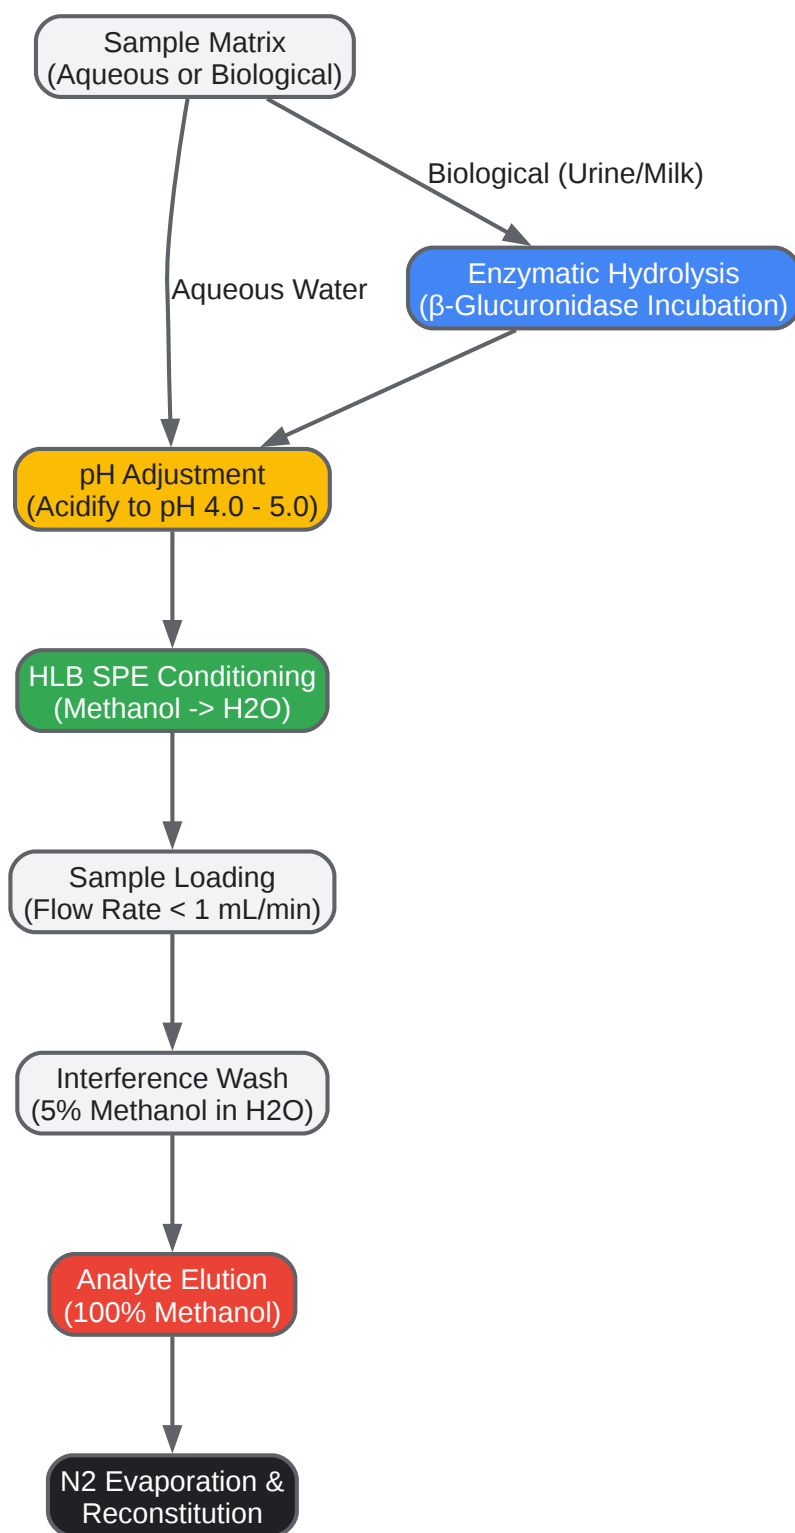 Sample Matrix
(Aqueous or Biological)
Biological (Urine/Milk)
Enzymatic Hydrolysis
(β-Glucuronidase Incubation)
Aqueous Water
pH Adjustment
(Acidify to pH 4.0 - 5.0)
HLB SPE Conditioning
(Methanol -> H2O)
Sample Loading
(Flow Rate < 1 mL/min)
Interference Wash
(5% Methanol in H2O)
Analyte Elution
(100% Methanol)
N2 Evaporation &
Reconstitution